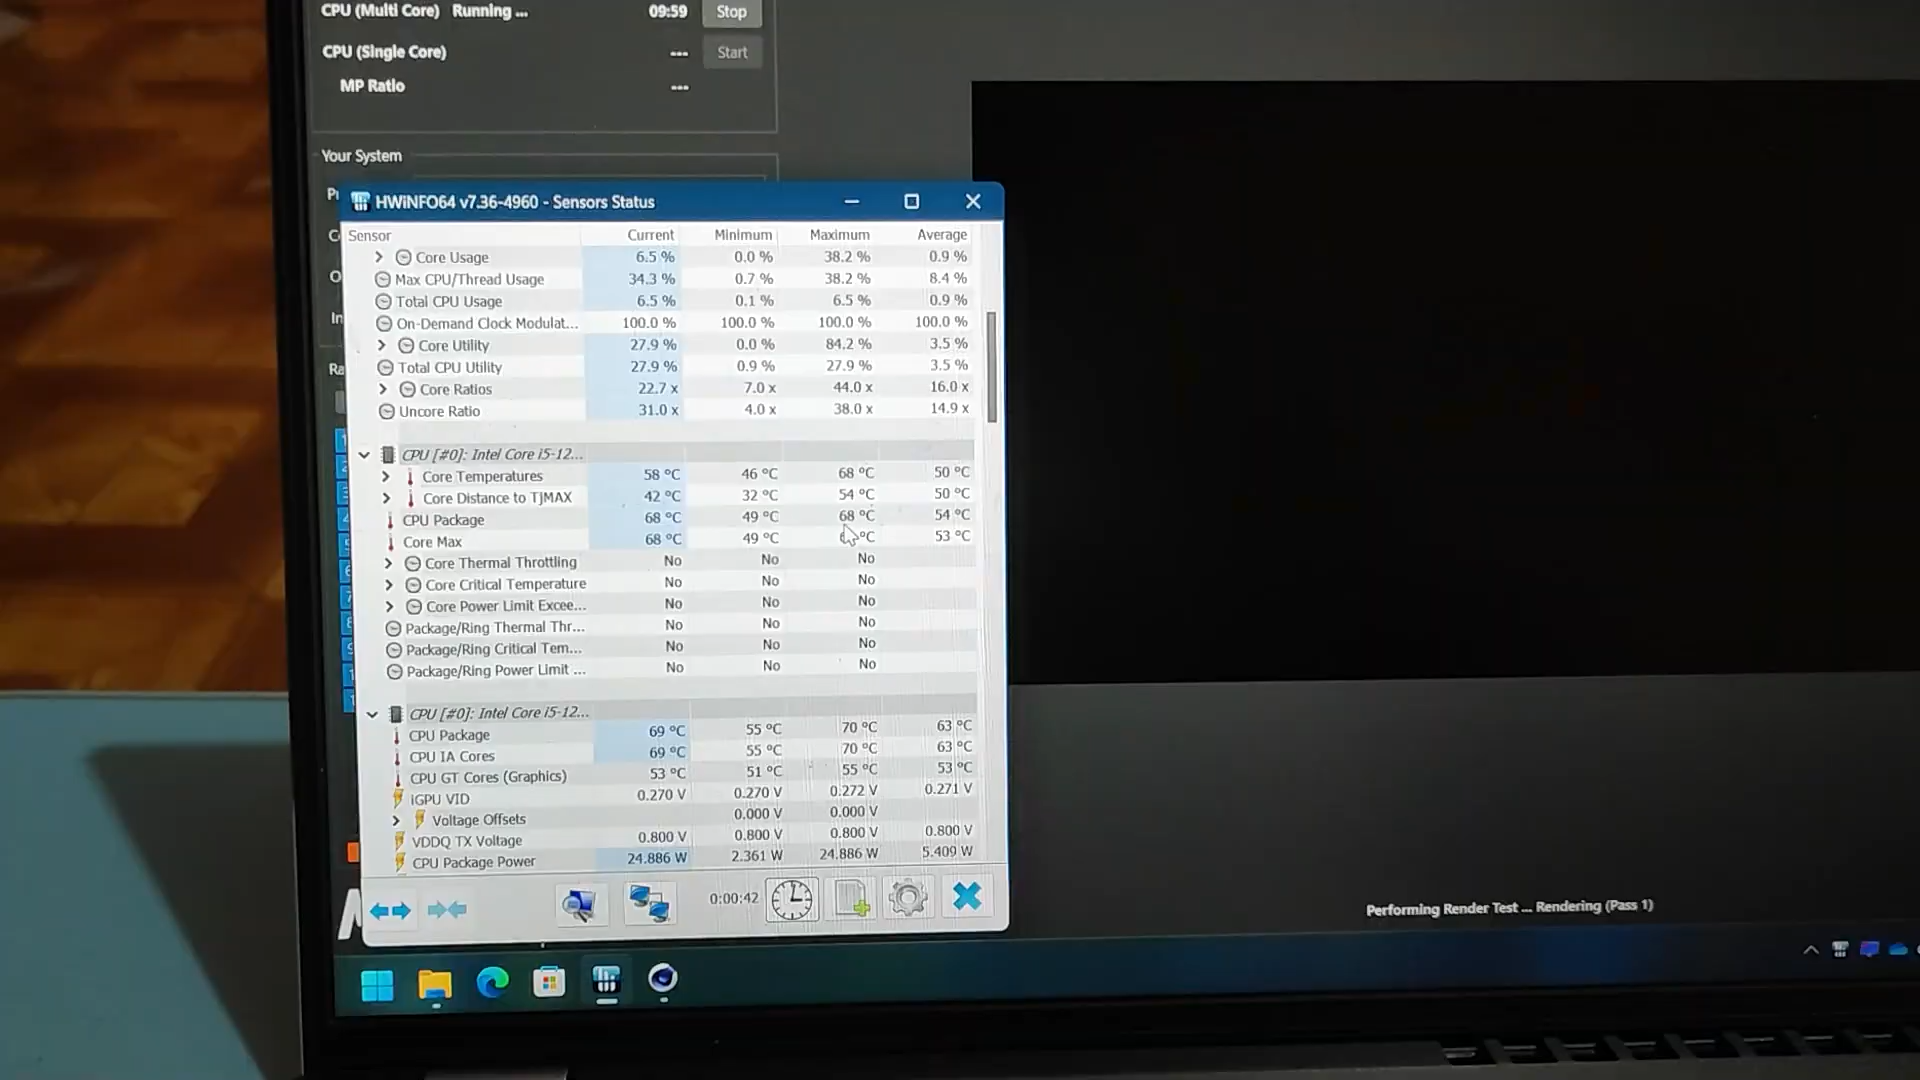 CPU (Multi Core) Running ... 09:59 Stop
CPU (Single Core) --- Start
MP Ratio ---
Your System
HWiNFO64 v7.36-4960 - Sensors Status
Sensor Current Minimum Maximum Average
Core Usage 6.5 % 0.0 % 38.2 % 0.9 %
Max CPU/Thread Usage 34.3 % 0.7 % 38.2 % 8.4 %
Total CPU Usage 6.5 % 0.1 % 6.5 % 0.9 %
On-Demand Clock Modulat... 100.0 % 100.0 % 100.0 % 100.0 %
Core Utility 27.9 % 0.0 % 84.2 % 3.5 %
Total CPU Utility 27.9 % 0.9 % 27.9 % 3.5 %
Core Ratios 22.7 x 7.0 x 44.0 x 16.0 x
Uncore Ratio 31.0 x 4.0 x 38.0 x 14.9 x
CPU [#0]: Intel Core i5-12...
Core Temperatures 58 °C 46 °C 68 °C 50 °C
Core Distance to TjMAX 42 °C 32 °C 54 °C 50 °C
CPU Package 68 °C 49 °C 68 °C 54 °C
Core Max 68 °C 49 °C °C 53 °C
Core Thermal Throttling No No No
Core Critical Temperature No No No
Core Power Limit Excee... No No No
Package/Ring Thermal Thr... No No No
Package/Ring Critical Tem... No No No
Package/Ring Power Limit ... No No No
CPU [#0]: Intel Core i5-12...
CPU Package 69 °C 55 °C 70 °C 63 °C
CPU IA Cores 69 °C 55 °C 70 °C 63 °C
CPU GT Cores (Graphics) 53 °C 51 °C 55 °C 53 °C
iGPU VID 0.270 V 0.270 V 0.272 V 0.271 V
Voltage Offsets 0.000 V 0.000 V
VDDQ TX Voltage 0.800 V 0.800 V 0.800 V 0.800 V
CPU Package Power 24.886 W 2.361 W 24.886 W 5.409 W
0:00:42
Performing Render Test ... Rendering (Pass 1)